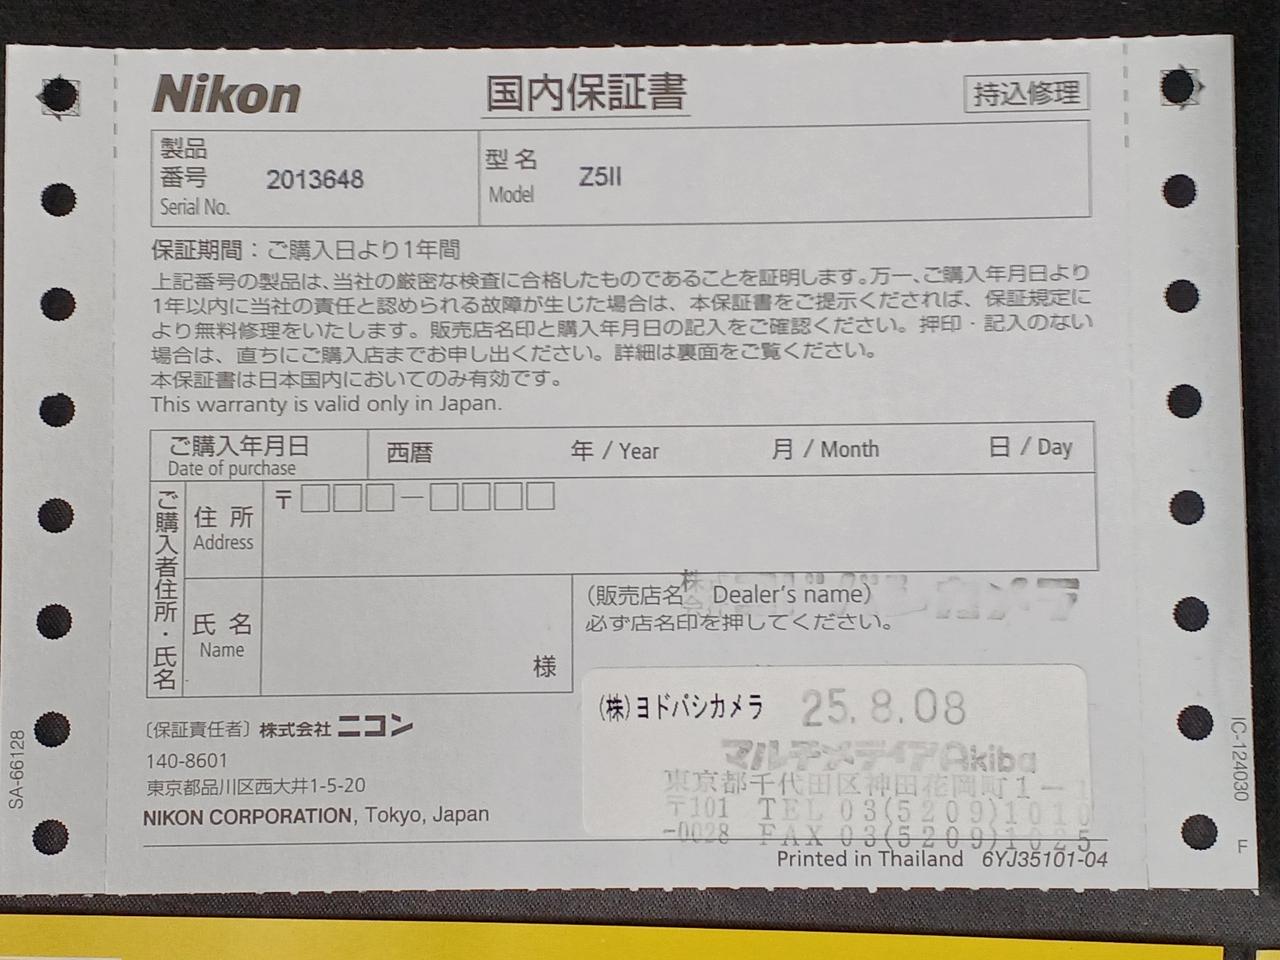 Nikon 国内保証書 持込修理
製品
番号 2013648
Serial No.
型名 Z5II
Model
保証期間：ご購入日より1年間
上記番号の製品は、当社の厳密な検査に合格したものであることを証明します。万一、ご購入年月日より
1年以内に当社の責任と認められる故障が生じた場合は、本保証書をご提示くだされば、保証規定に
より無料修理をいたします。販売店名印と購入年月日の記入をご確認ください。押印・記入のない
場合は、直ちにご購入店までお申し出ください。詳細は裏面をご覧ください。
本保証書は日本国内においてのみ有効です。
This warranty is valid only in Japan.
ご購入年月日
Date of purchase
西暦 年 / Year 月 / Month 日 / Day
ご購入者住所・氏名
住所
Address
〒□□□―□□□□
氏名
Name
様
(販売店名 Dealer's name)
必ず店名印を押してください。
株 カメラ
(株)ヨドバシカメラ 25.8.08
マルチメディアAkiba
東京都千代田区神田花岡町1-1
〒101 TEL 03(5209)1010
-0028 FAX 03(5209)1025
〔保証責任者〕株式会社ニコン
140-8601
東京都品川区西大井1-5-20
NIKON CORPORATION, Tokyo, Japan
Printed in Thailand 6YJ35101-04
SA-66128
IC-124030
F